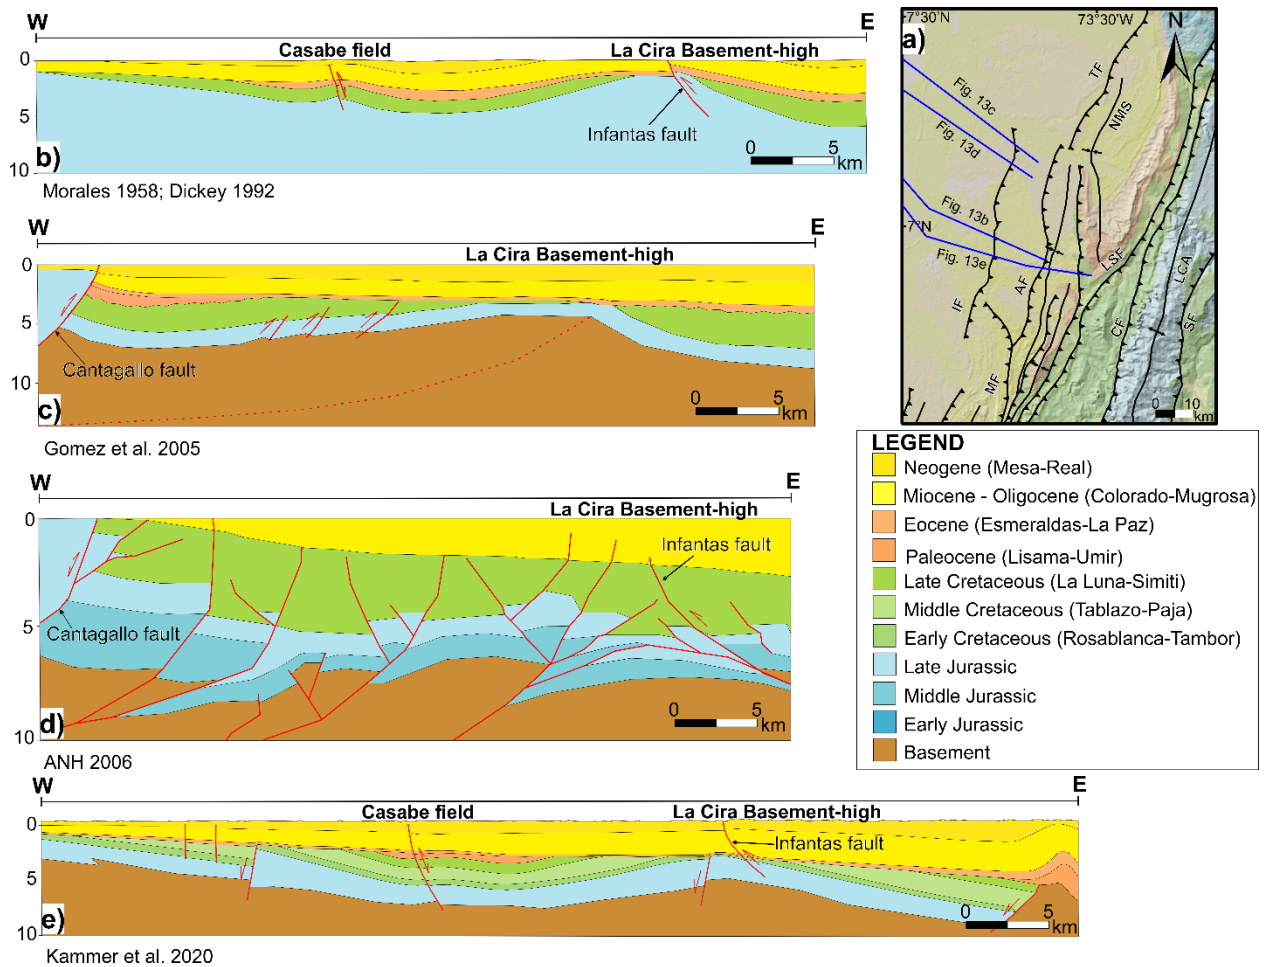 W
E
Casabe field
La Cira Basement-high
0
5
10
Infantas fault
0
5
km
b)
Morales 1958; Dickey 1992
W
E
La Cira Basement-high
0
5
10
Cantagallo fault
0
5
km
c)
Gomez et al. 2005
W
E
La Cira Basement-high
0
5
10
Infantas fault
Cantagallo fault
0
5
km
d)
ANH 2006
W
E
Casabe field
La Cira Basement-high
0
5
10
Infantas fault
0
5
km
e)
Kammer et al. 2020
a)
7°30'N
73°30'W
N
TF
NMS
Fig. 13c
Fig. 13d
Fig. 13b
7°N
Fig. 13e
LSF
LCA
IF
AF
CF
SF
MF
0
10
km
LEGEND
Neogene (Mesa-Real)
Miocene - Oligocene (Colorado-Mugrosa)
Eocene (Esmeraldas-La Paz)
Paleocene (Lisama-Umir)
Late Cretaceous (La Luna-Simiti)
Middle Cretaceous (Tablazo-Paja)
Early Cretaceous (Rosablanca-Tambor)
Late Jurassic
Middle Jurassic
Early Jurassic
Basement